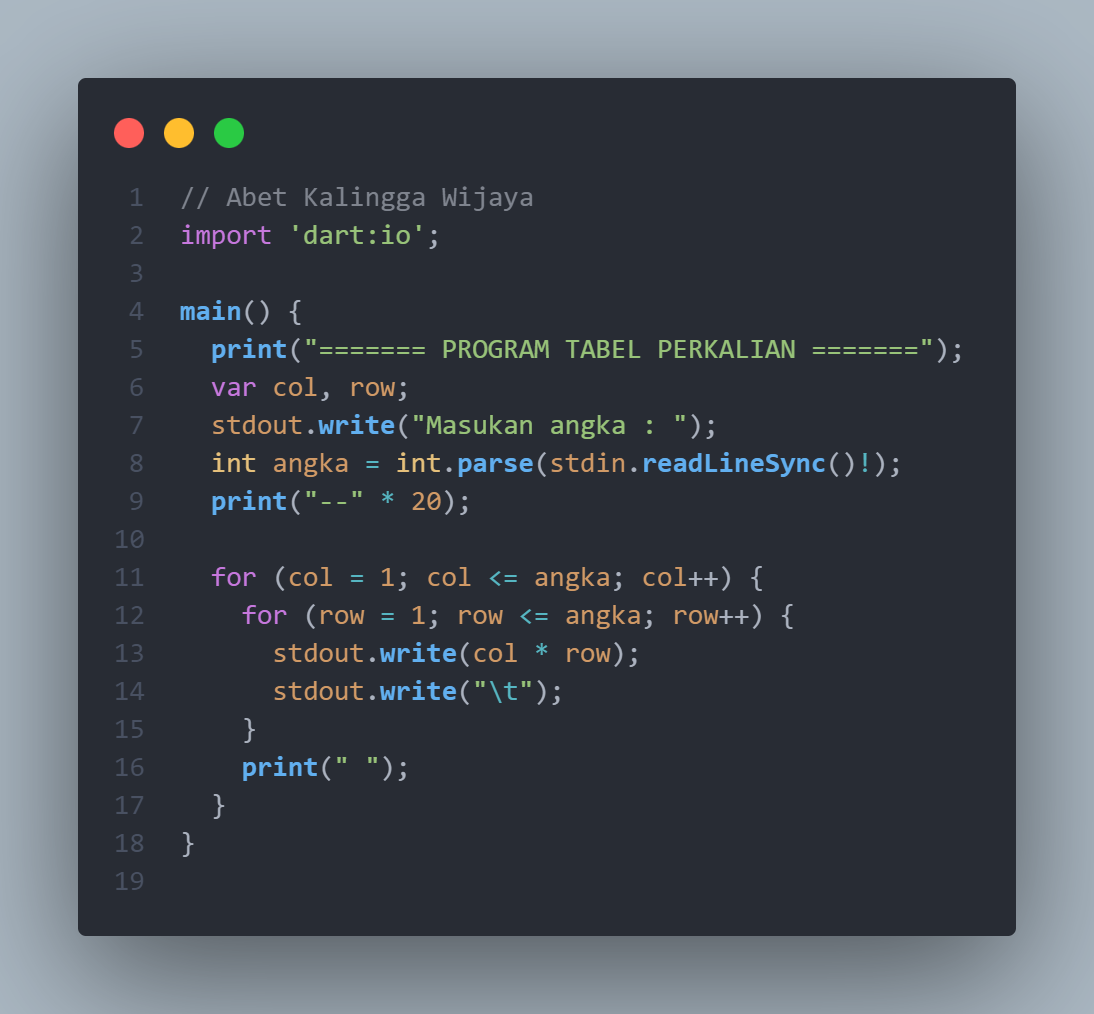 1 // Abet Kalingga Wijaya
2 import 'dart:io';
3
4 main() {
5   print("======= PROGRAM TABEL PERKALIAN =======");
6   var col, row;
7   stdout.write("Masukan angka : ");
8   int angka = int.parse(stdin.readLineSync()!);
9   print("--" * 20);
10
11   for (col = 1; col <= angka; col++) {
12     for (row = 1; row <= angka; row++) {
13       stdout.write(col * row);
14       stdout.write("\t");
15     }
16     print(" ");
17   }
18 }
19